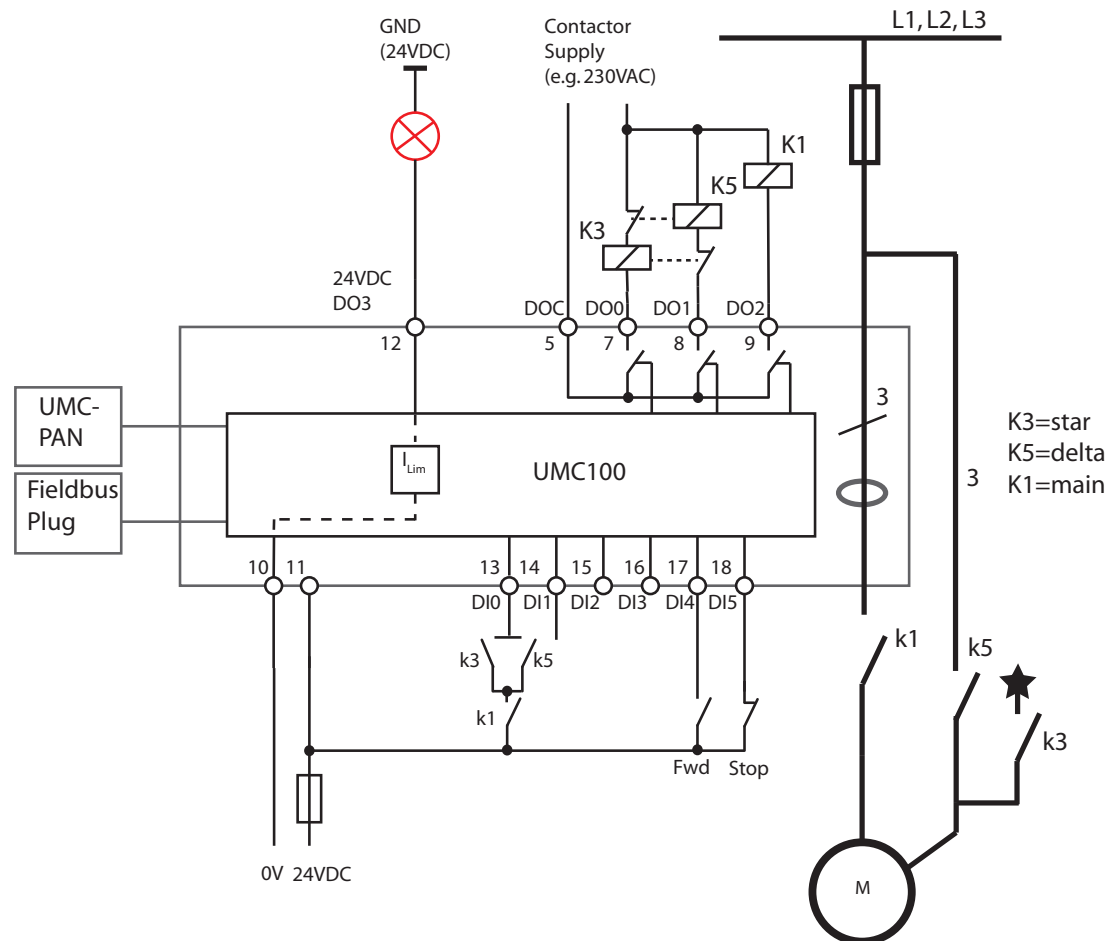 GND
(24VDC)
Contactor
Supply
(e.g. 230VAC)
L1, L2, L3
K1
K5
K3
24VDC
DO3
DOC
DO0
DO1
DO2
12
5
7
8
9
UMC-
PAN
Fieldbus
Plug
I Lim
UMC100
3
3
K3=star
K5=delta
K1=main
10
11
13
14
15
16
17
18
DI0
DI1
DI2
DI3
DI4
DI5
k3
k5
k1
k1
k5
k3
Fwd
Stop
0V
24VDC
M